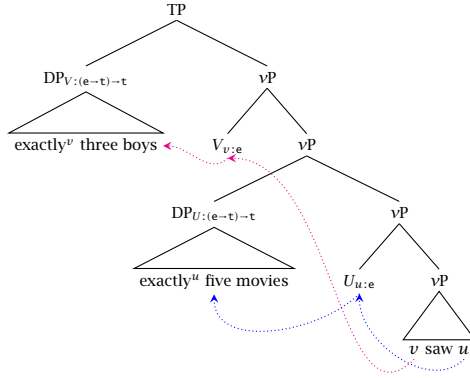 TP
DP_{V:(e→t)→t} vP
exactly^v three boys V_{v:e} vP
DP_{U:(e→t)→t} vP
exactly^u five movies U_{u:e} vP
v saw u